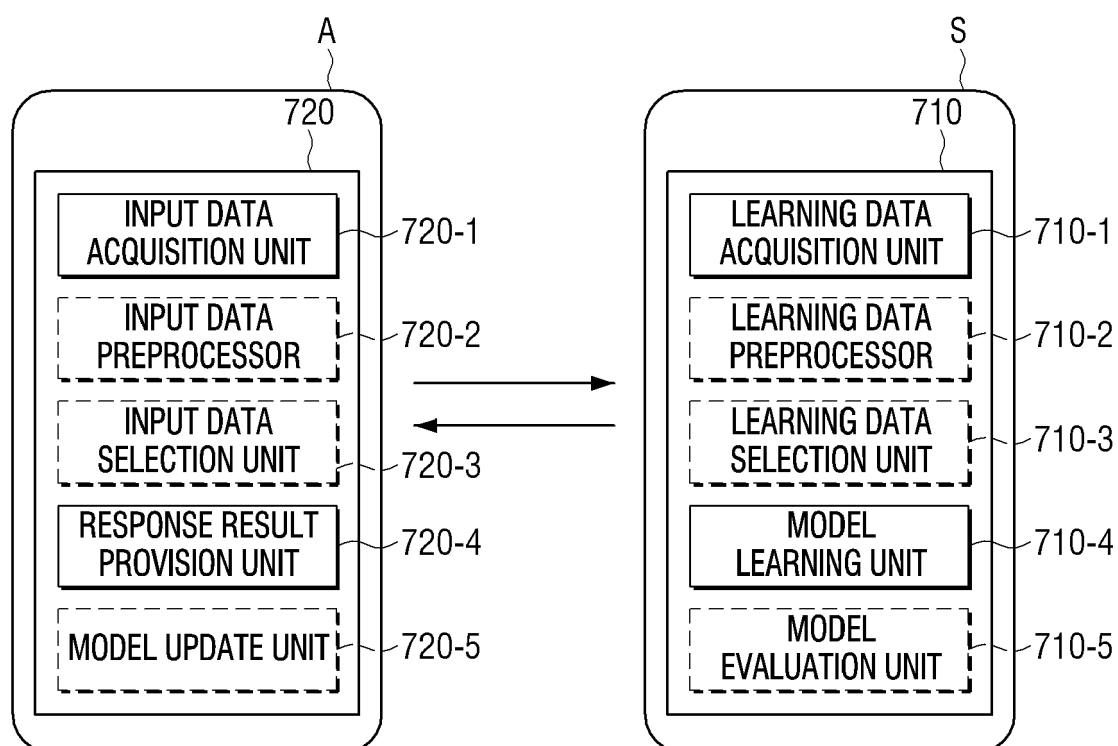 A
720
INPUT DATA
ACQUISITION UNIT
720-1
INPUT DATA
PREPROCESSOR
720-2
INPUT DATA
SELECTION UNIT
720-3
RESPONSE RESULT
PROVISION UNIT
720-4
MODEL UPDATE UNIT
720-5
S
710
LEARNING DATA
ACQUISITION UNIT
710-1
LEARNING DATA
PREPROCESSOR
710-2
LEARNING DATA
SELECTION UNIT
710-3
MODEL
LEARNING UNIT
710-4
MODEL
EVALUATION UNIT
710-5